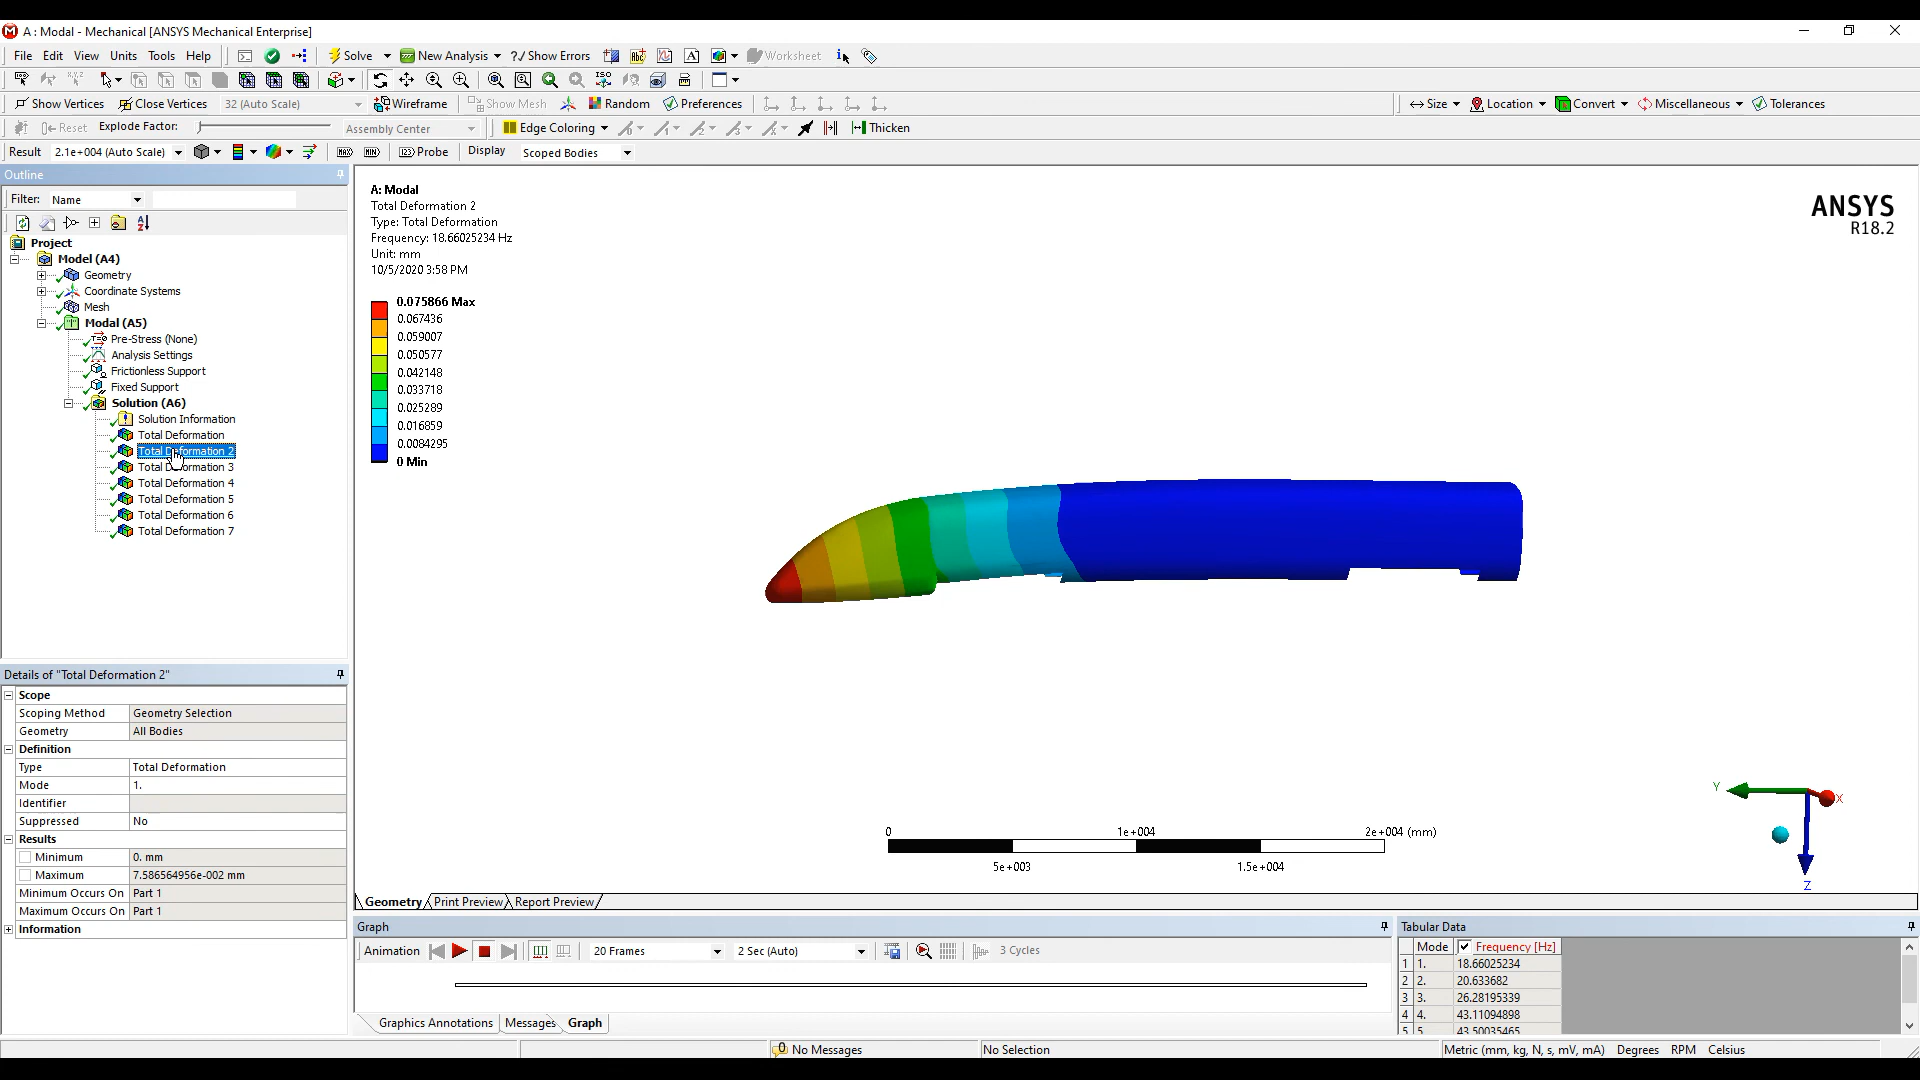 A : Modal - Mechanical [ANSYS Mechanical Enterprise]
File Edit View Units Tools Help Solve New Analysis ?/ Show Errors Worksheet
Show Vertices Close Vertices 32 (Auto Scale) Wireframe Show Mesh Random Preferences Size Location Convert Miscellaneous Tolerances
Reset Explode Factor: Assembly Center Edge Coloring Thicken
Result 2.1e+004 (Auto Scale) Probe Display Scoped Bodies
Outline
Filter: Name
Project
Model (A4)
Geometry
Coordinate Systems
Mesh
Modal (A5)
Pre-Stress (None)
Analysis Settings
Frictionless Support
Fixed Support
Solution (A6)
Solution Information
Total Deformation
Total Deformation 2
Total Deformation 3
Total Deformation 4
Total Deformation 5
Total Deformation 6
Total Deformation 7
Details of "Total Deformation 2"
Scope
Scoping Method Geometry Selection
Geometry All Bodies
Definition
Type Total Deformation
Mode 1.
Identifier
Suppressed No
Results
Minimum 0. mm
Maximum 7.586564956e-002 mm
Minimum Occurs On Part 1
Maximum Occurs On Part 1
Information
A: Modal
Total Deformation 2
Type: Total Deformation
Frequency: 18.66025234 Hz
Unit: mm
10/5/2020 3:58 PM
0.075866 Max
0.067436
0.059007
0.050577
0.042148
0.033718
0.025289
0.016859
0.0084295
0 Min
ANSYS
R18.2
Y
X
Z
0 1e+004 2e+004 (mm)
5e+003 1.5e+004
Geometry Print Preview Report Preview
Graph
Animation 20 Frames 2 Sec (Auto) 3 Cycles
Graphics Annotations Messages Graph
Tabular Data
Mode Frequency [Hz]
1 1. 18.66025234
2 2. 20.633682
3 3. 26.28195339
4 4. 43.11094898
5 5. 43.50035465
0 No Messages No Selection Metric (mm, kg, N, s, mV, mA) Degrees RPM Celsius